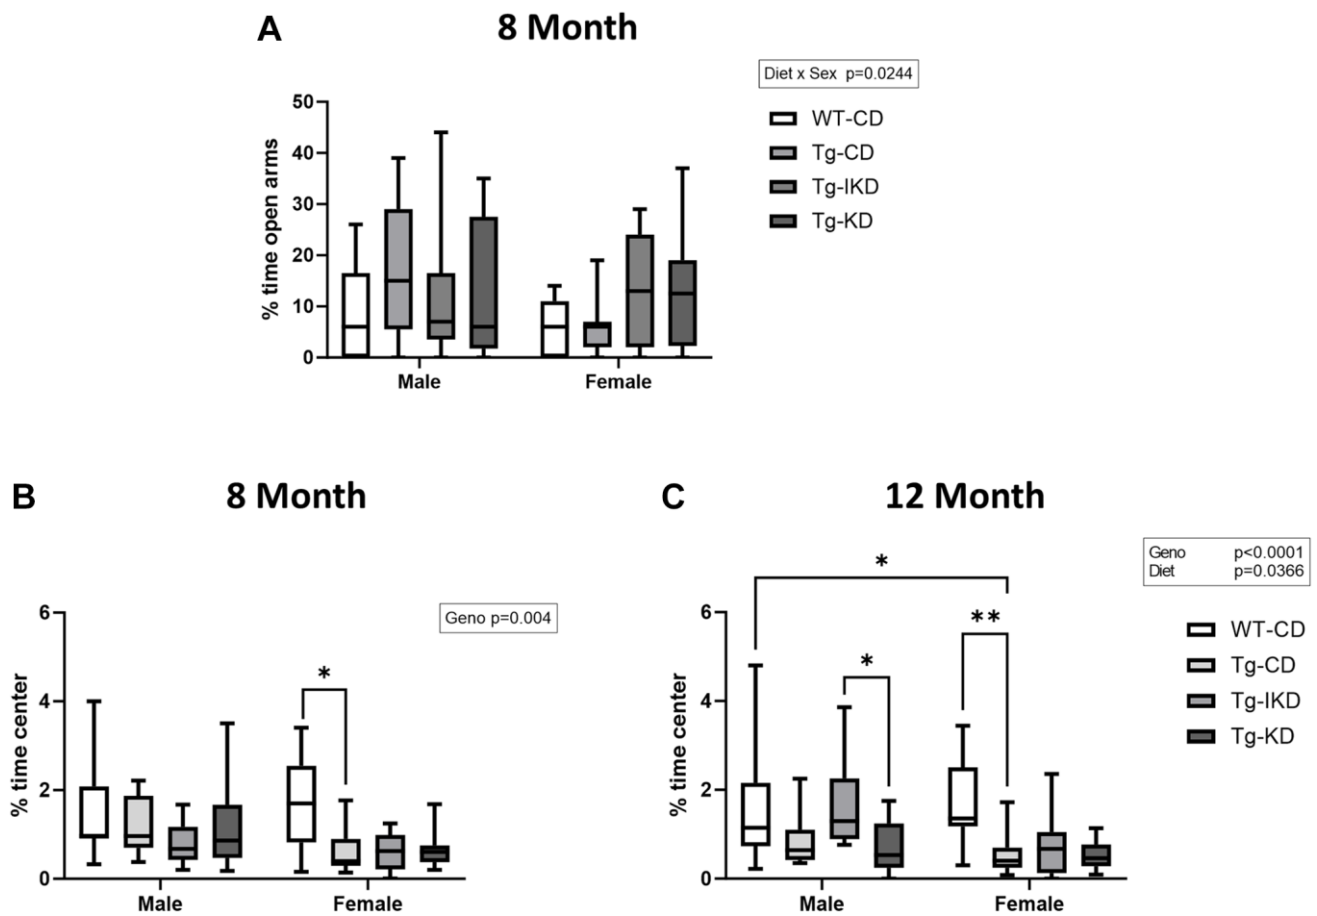 A
8 Month
Diet x Sex p=0.0244
WT-CD
Tg-CD
Tg-IKD
Tg-KD
% time open arms
50
40
30
20
10
0
Male
Female
B
8 Month
Geno p=0.004
% time center
6
4
2
0
*
Male
Female
C
12 Month
Geno p<0.0001
Diet p=0.0366
WT-CD
Tg-CD
Tg-IKD
Tg-KD
% time center
6
4
2
0
*
*
**
Male
Female